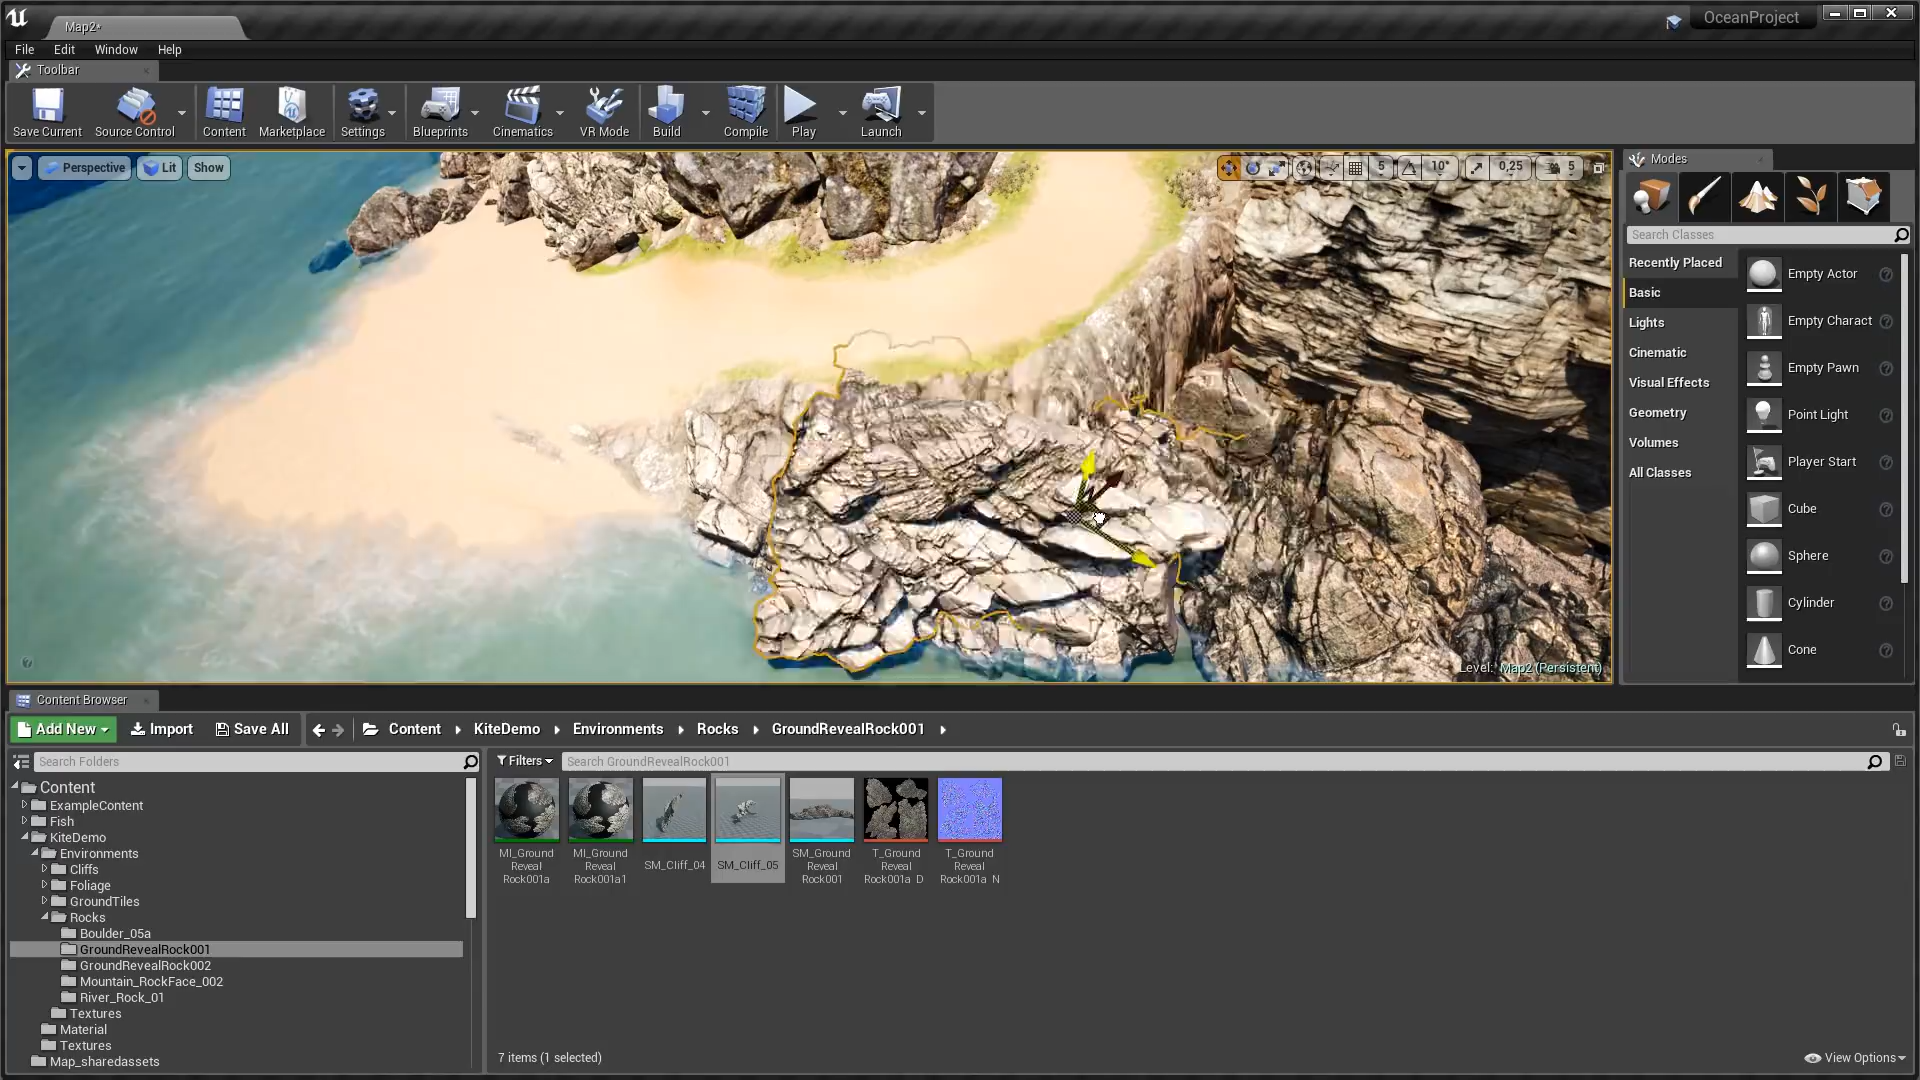 Map2*
OceanProject
File Edit Window Help
Toolbar
Save Current Source Control Content Marketplace Settings Blueprints Cinematics VR Mode Build Compile Play Launch
Perspective Lit Show
5 10° 0,25 5
Level: Map2 (Persistent)
Modes
Search Classes
Recently Placed
Basic
Lights
Cinematic
Visual Effects
Geometry
Volumes
All Classes
Empty Actor
Empty Charact
Empty Pawn
Point Light
Player Start
Cube
Sphere
Cylinder
Cone
Content Browser
Add New Import Save All Content KiteDemo Environments Rocks GroundRevealRock001
Search Folders
Content
ExampleContent
Fish
KiteDemo
Environments
Cliffs
Foliage
GroundTiles
Rocks
Boulder_05a
GroundRevealRock001
GroundRevealRock002
Mountain_RockFace_002
River_Rock_01
Textures
Material
Textures
Map_sharedassets
Filters Search GroundRevealRock001
MI_Ground
Reveal
Rock001a
MI_Ground
Reveal
Rock001a1
SM_Cliff_04
SM_Cliff_05
SM_Ground
Reveal
Rock001
T_Ground
Reveal
Rock001a_D
T_Ground
Reveal
Rock001a_N
7 items (1 selected)
View Options